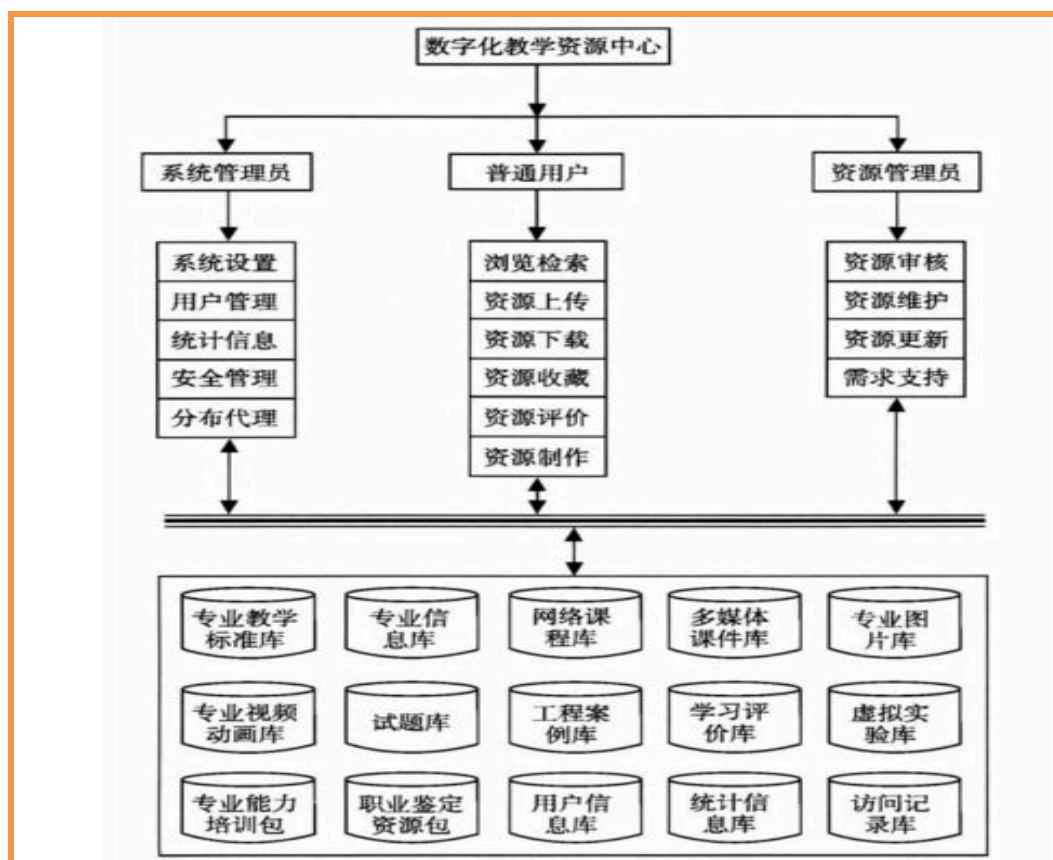 数字化教学资源中心
系统管理员
普通用户
资源管理员
系统设置
用户管理
统计信息
安全管理
分布代理
浏览检索
资源上传
资源下载
资源收藏
资源评价
资源制作
资源审核
资源维护
资源更新
需求支持
专业教学
标准库
专业信
息库
网络课
程库
多媒体
课件库
专业图
片库
专业视频
动画库
试题库
工程案
例库
学习评
价库
虚拟实
验库
专业能力
培训包
职业鉴定
资源包
用户信
息库
统计信
息库
访问记
录库